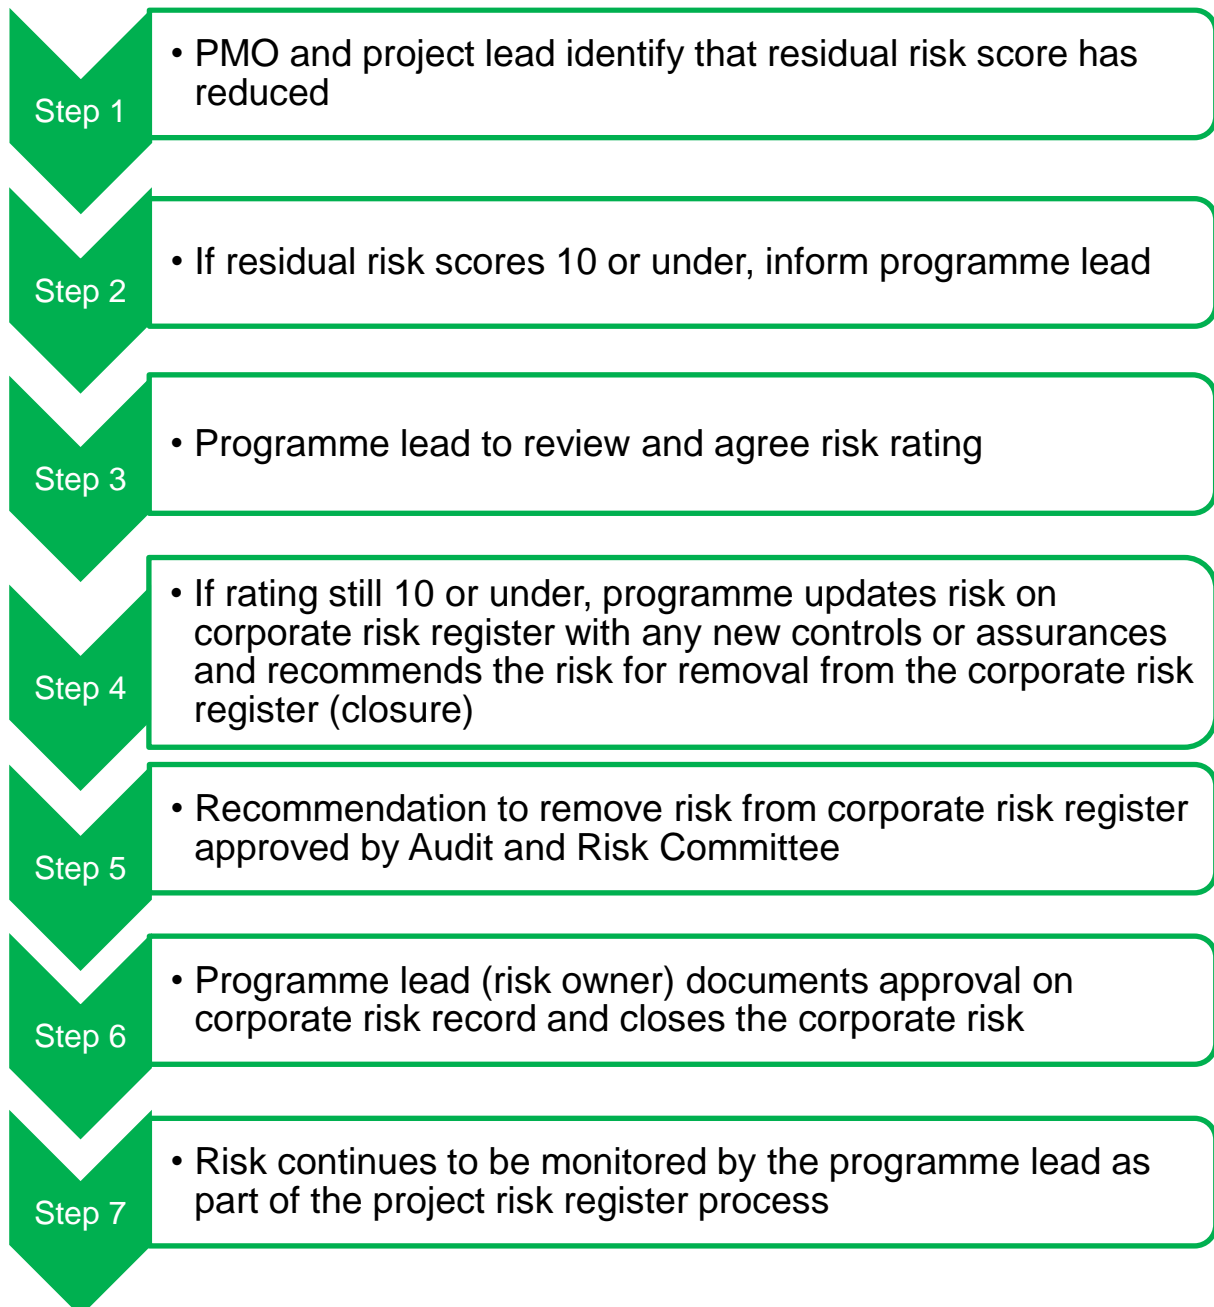 Step 1
• PMO and project lead identify that residual risk score has
reduced
Step 2
• If residual risk scores 10 or under, inform programme lead
Step 3
• Programme lead to review and agree risk rating
Step 4
• If rating still 10 or under, programme updates risk on
corporate risk register with any new controls or assurances
and recommends the risk for removal from the corporate risk
register (closure)
Step 5
• Recommendation to remove risk from corporate risk register
approved by Audit and Risk Committee
Step 6
• Programme lead (risk owner) documents approval on
corporate risk record and closes the corporate risk
Step 7
• Risk continues to be monitored by the programme lead as
part of the project risk register process